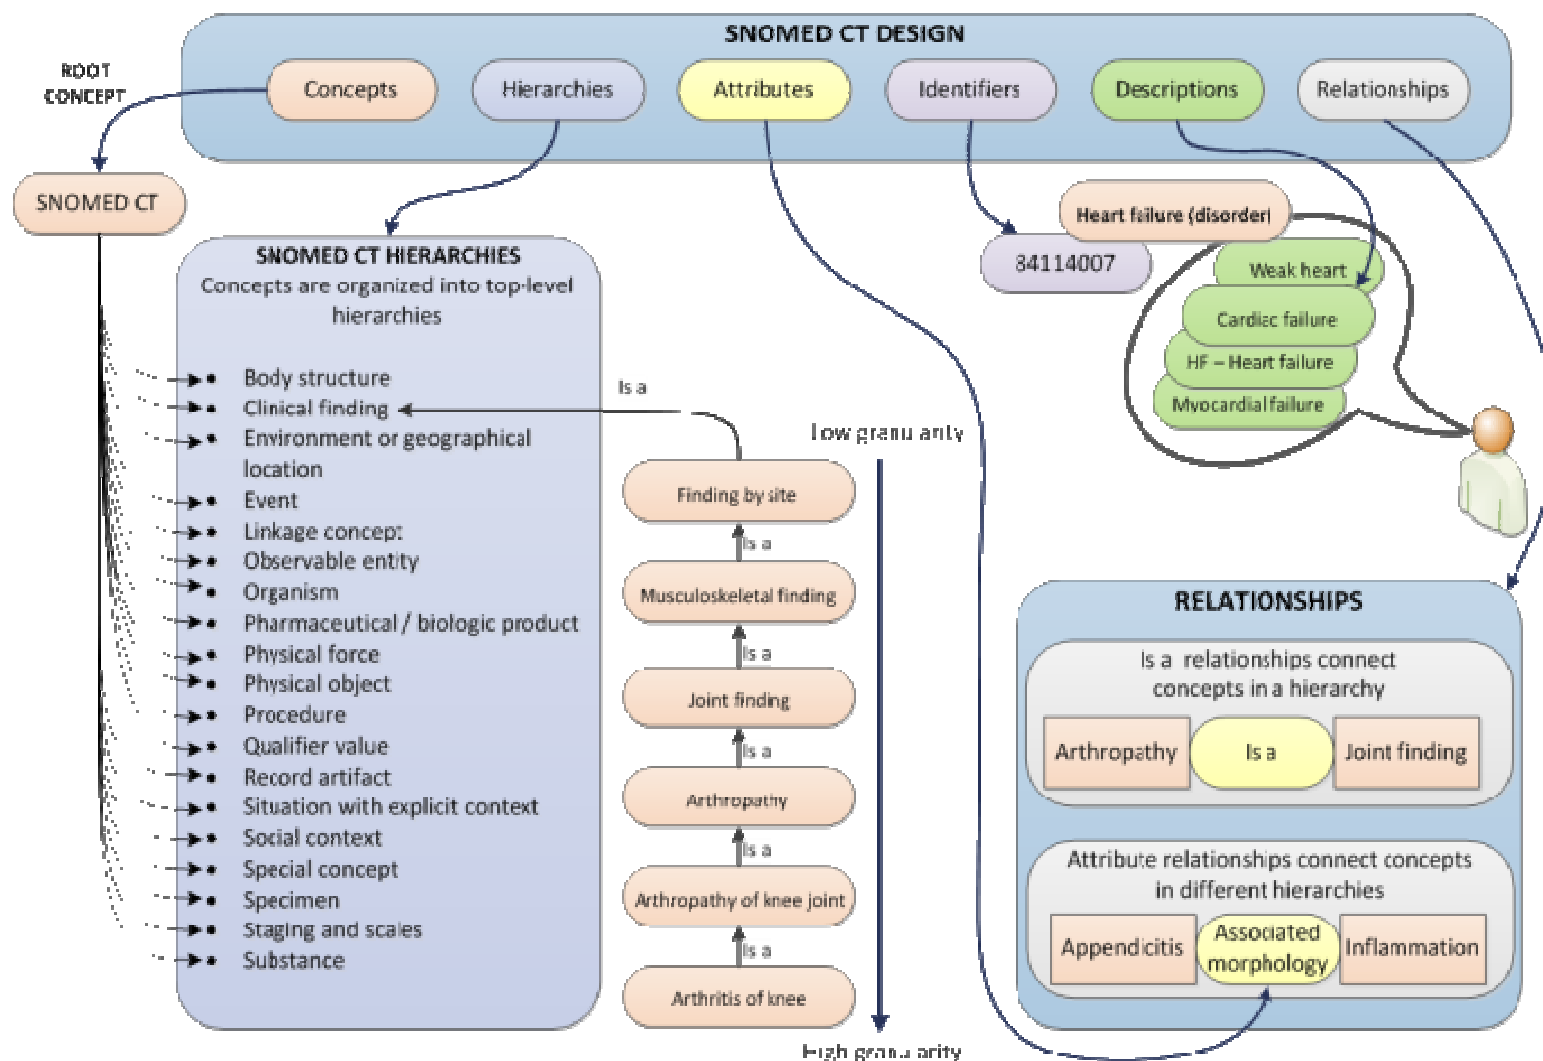 SNOMED CT DESIGN
ROOT
CONCEPT
Concepts
Hierarchies
Attributes
Identifiers
Descriptions
Relationships
SNOMED CT
SNOMED CT HIERARCHIES
Concepts are organized into top-level
hierarchies
• Body structure
• Clinical finding
• Environment or geographical
location
• Event
• Linkage concept
• Observable entity
• Organism
• Pharmaceutical / biologic product
• Physical force
• Physical object
• Procedure
• Qualifier value
• Record artifact
• Situation with explicit context
• Social context
• Special concept
• Specimen
• Staging and scales
• Substance
Is a
Low granularity
Finding by site
Is a
Musculoskeletal finding
Is a
Joint finding
Is a
Arthropathy
Is a
Arthropathy of knee joint
Is a
Arthritis of knee
High granularity
Heart failure (disorder)
84114007
Weak heart
Cardiac failure
HF – Heart failure
Myocardial failure
RELATIONSHIPS
Is a relationships connect
concepts in a hierarchy
Arthropathy
Is a
Joint finding
Attribute relationships connect concepts
in different hierarchies
Appendicitis
Associated
morphology
Inflammation